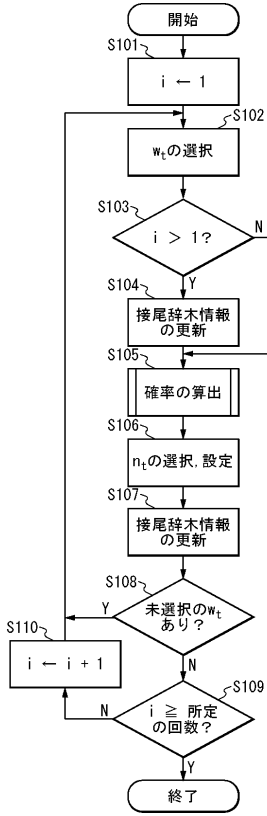 開始
S101
i ← 1
S102
wtの選択
S103
i > 1?
N
Y
S104
接尾辞木情報
の更新
S105
確率の算出
S106
ntの選択,設定
S107
接尾辞木情報
の更新
S108
未選択のwt
あり?
Y
N
S110
i ← i + 1
S109
i ≧ 所定
の回数?
N
Y
終了